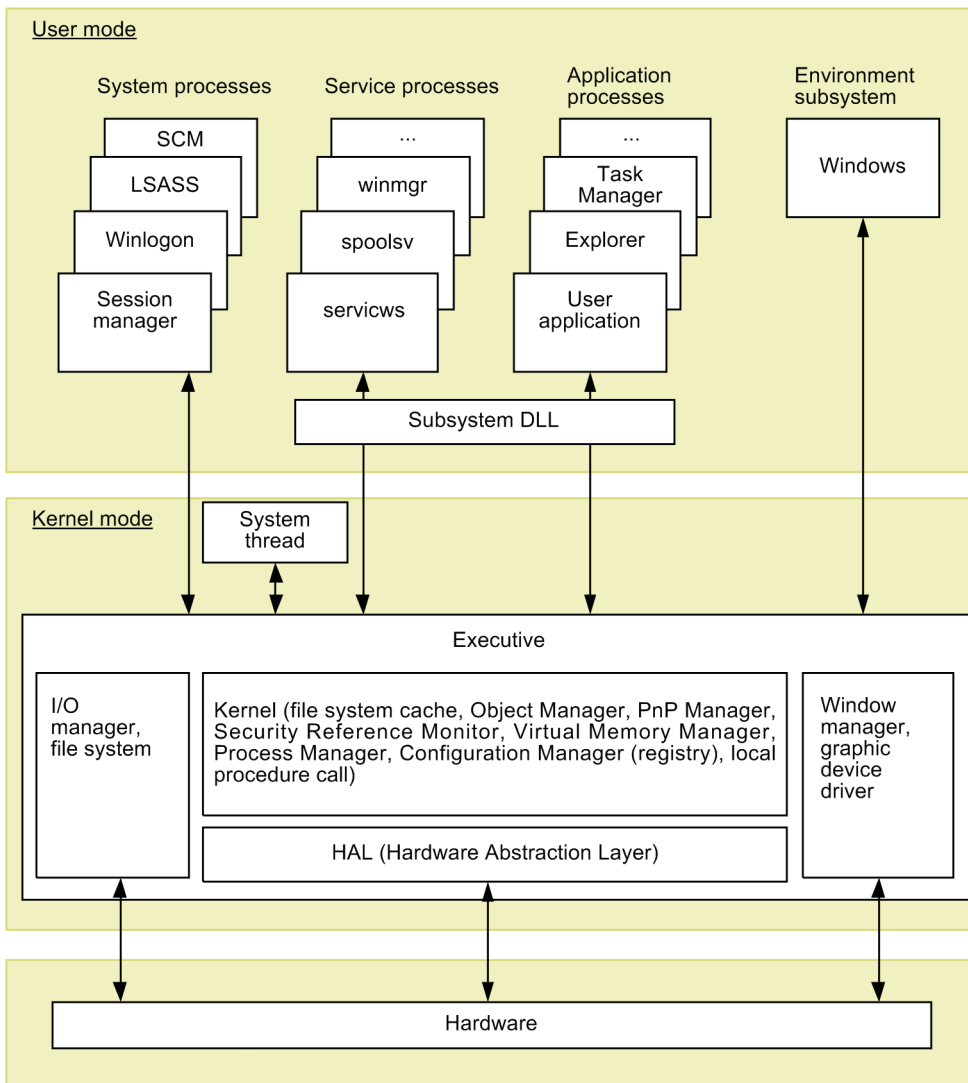 User mode
System processes
Service processes
Application
processes
Environment
subsystem
SCM
LSASS
Winlogon
Session
manager
...
winmgr
spoolsv
servicws
...
Task
Manager
Explorer
User
application
Windows
Subsystem DLL
Kernel mode
System
thread
Executive
I/O
manager,
file system
Kernel (file system cache, Object Manager, PnP Manager,
Security Reference Monitor, Virtual Memory Manager,
Process Manager, Configuration Manager (registry), local
procedure call)
Window
manager,
graphic
device
driver
HAL (Hardware Abstraction Layer)
Hardware